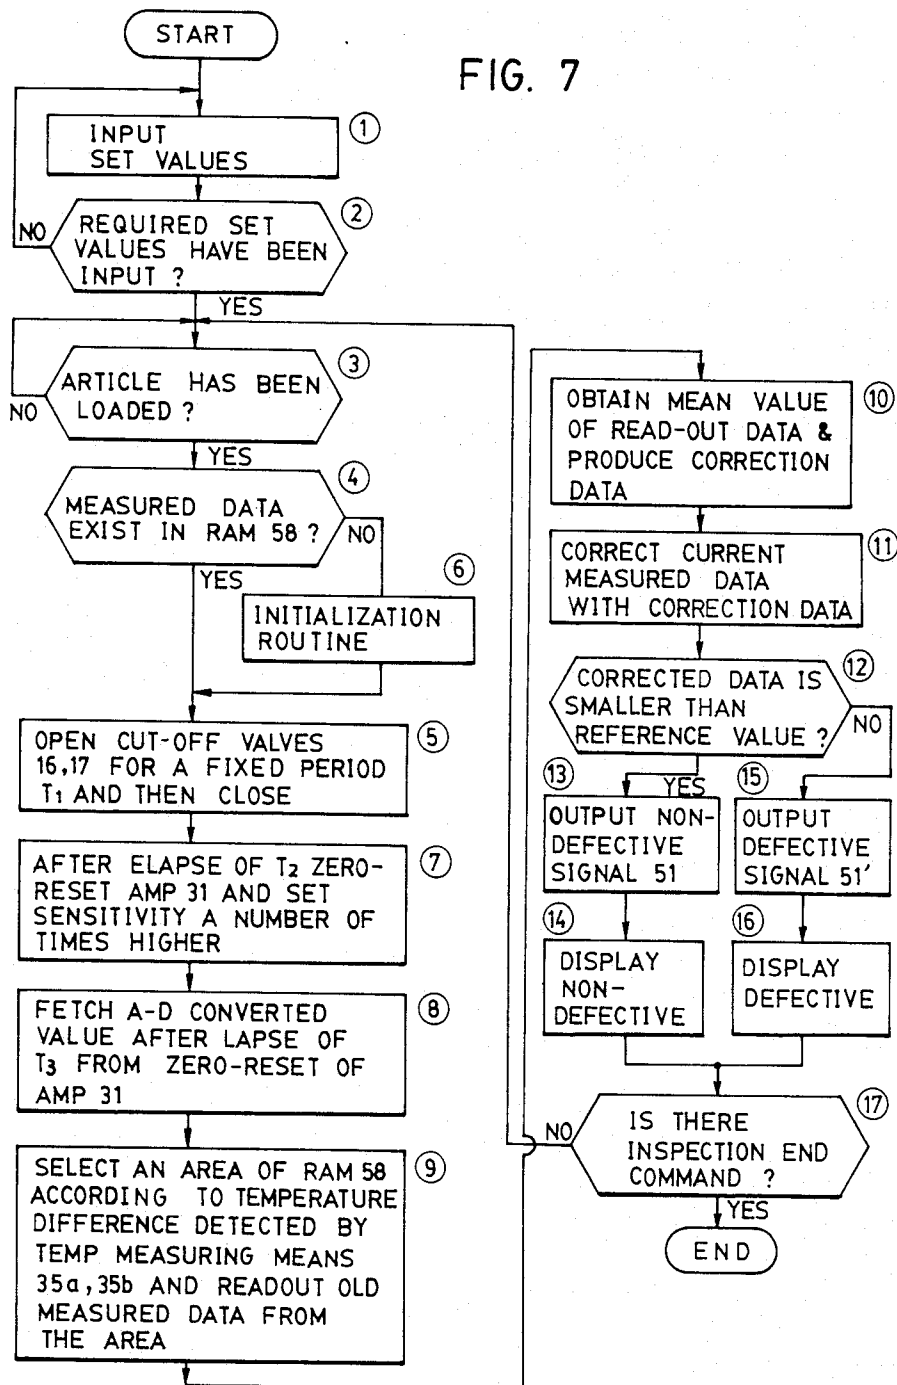 START
FIG. 7
①
INPUT
SET VALUES
②
REQUIRED SET
VALUES HAVE BEEN
INPUT ?
NO
YES
③
ARTICLE HAS BEEN
LOADED ?
NO
YES
④
MEASURED DATA
EXIST IN RAM 58 ?
NO
YES
⑥
INITIALIZATION
ROUTINE
⑤
OPEN CUT-OFF VALVES
16,17 FOR A FIXED PERIOD
T₁ AND THEN CLOSE
⑦
AFTER ELAPSE OF T₂ ZERO-
RESET AMP 31 AND SET
SENSITIVITY A NUMBER OF
TIMES HIGHER
⑧
FETCH A-D CONVERTED
VALUE AFTER LAPSE OF
T₃ FROM ZERO-RESET OF
AMP 31
⑨
SELECT AN AREA OF RAM 58
ACCORDING TO TEMPERATURE
DIFFERENCE DETECTED BY
TEMP MEASURING MEANS
35a,35b AND READOUT OLD
MEASURED DATA FROM
THE AREA
⑩
OBTAIN MEAN VALUE
OF READ-OUT DATA &
PRODUCE CORRECTION
DATA
⑪
CORRECT CURRENT
MEASURED DATA
WITH CORRECTION DATA
⑫
CORRECTED DATA IS
SMALLER THAN
REFERENCE VALUE ?
NO
YES
⑬
OUTPUT NON-
DEFECTIVE
SIGNAL 51
⑮
OUTPUT
DEFECTIVE
SIGNAL 51′
⑭
DISPLAY
NON-
DEFECTIVE
⑯
DISPLAY
DEFECTIVE
⑰
IS THERE
INSPECTION END
COMMAND ?
NO
YES
END